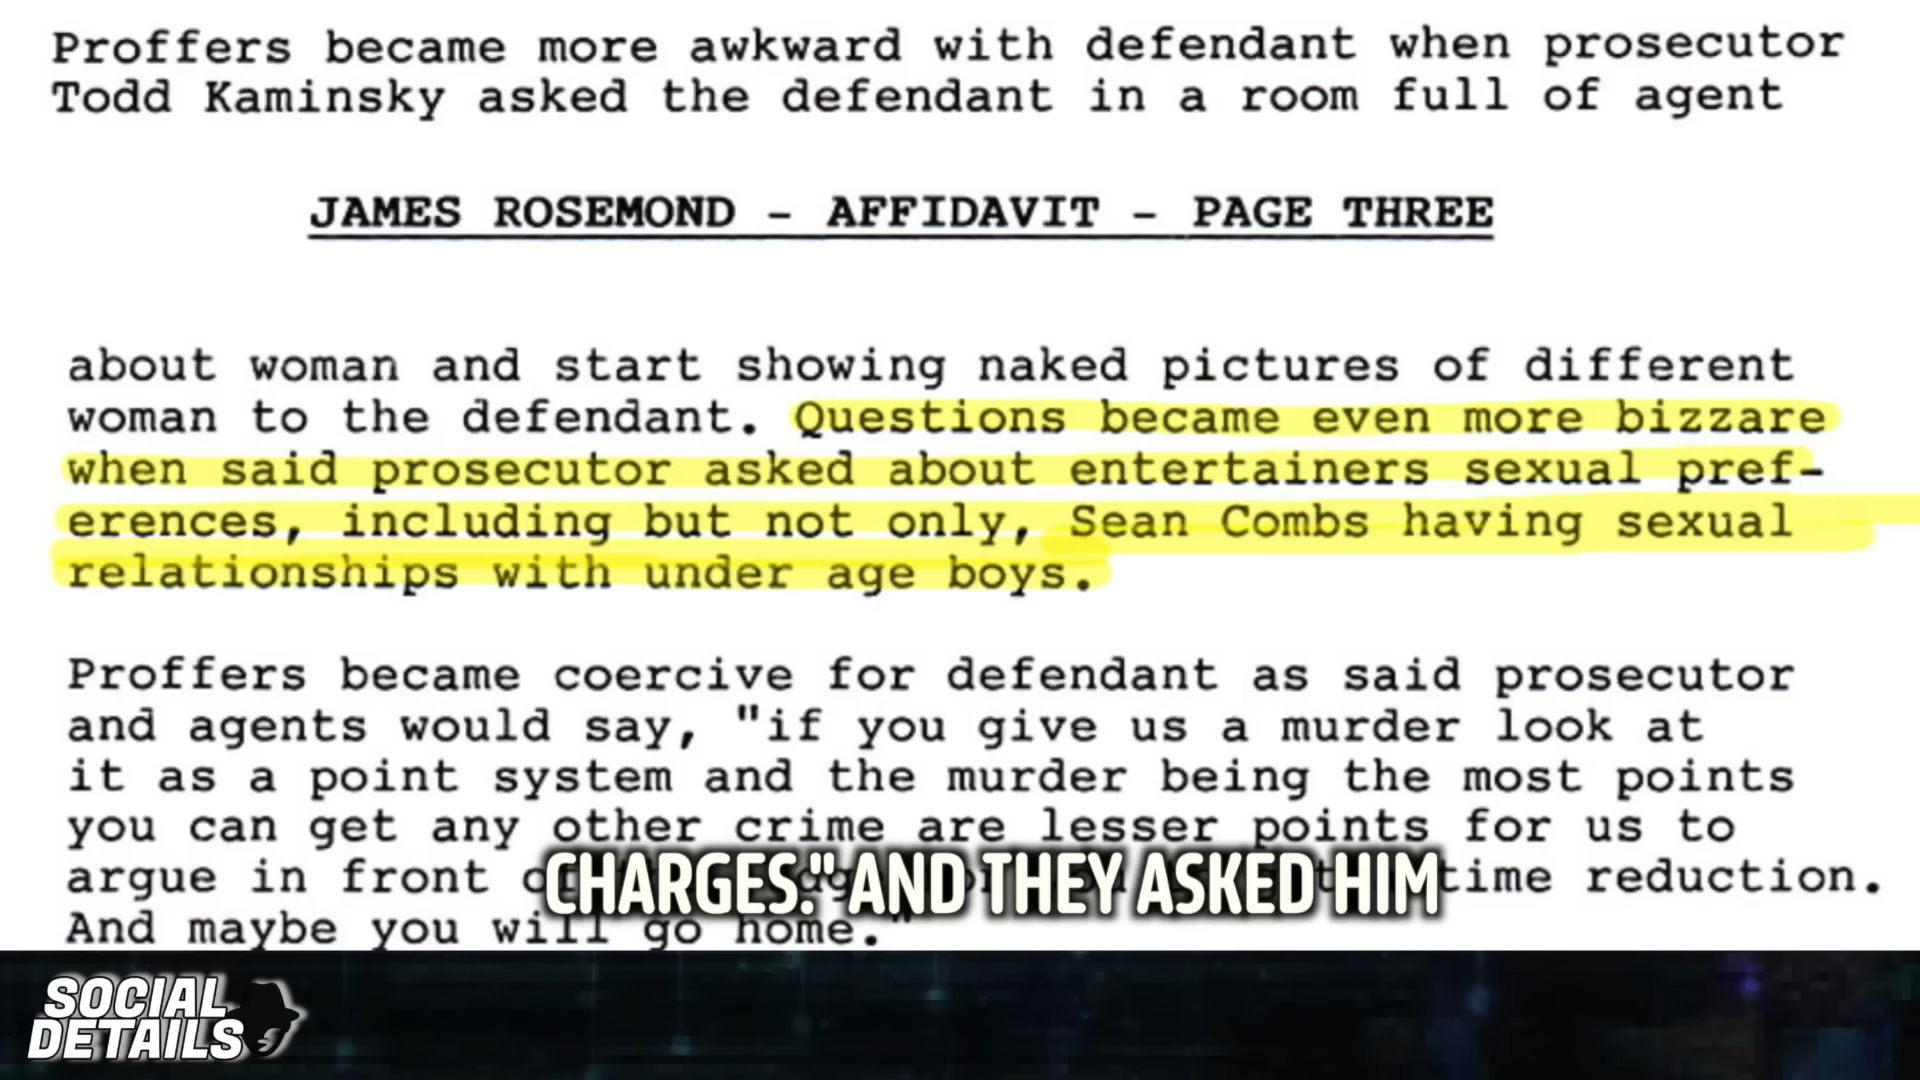 Proffers became more awkward with defendant when prosecutor
Todd Kaminsky asked the defendant in a room full of agent
JAMES ROSEMOND - AFFIDAVIT - PAGE THREE
about woman and start showing naked pictures of different
woman to the defendant. Questions became even more bizzare
when said prosecutor asked about entertainers sexual pref-
erences, including but not only, Sean Combs having sexual
relationships with under age boys.
Proffers became coercive for defendant as said prosecutor
and agents would say, "if you give us a murder look at
it as a point system and the murder being the most points
you can get any other crime are lesser points for us to
argue in front time reduction.
CHARGES." AND THEY ASKED HIM
And maybe you will go home."
SOCIAL
DETAILS